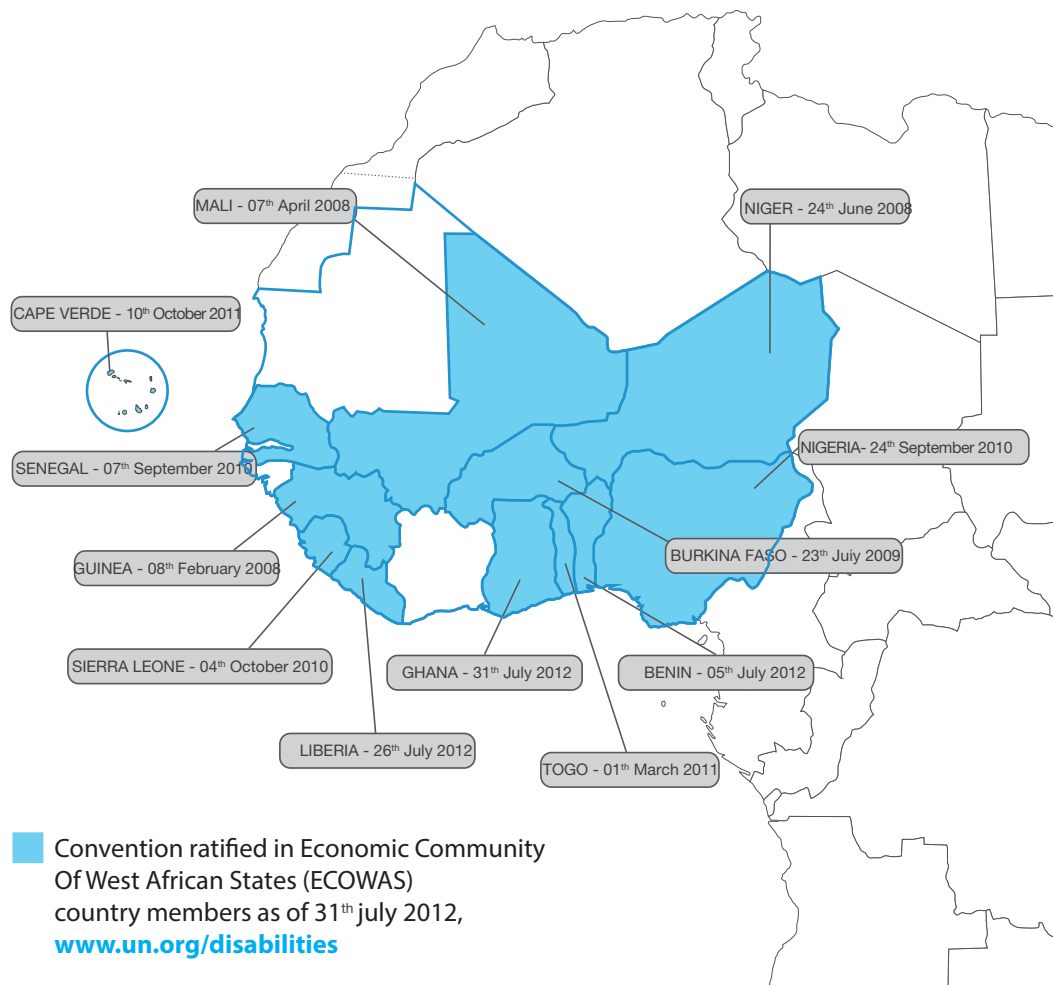 MALI - 07th April 2008
NIGER - 24th June 2008
CAPE VERDE - 10th October 2011
NIGERIA- 24th September 2010
SENEGAL - 07th September 2010
BURKINA FASO - 23th Juiy 2009
GUINEA - 08th February 2008
SIERRA LEONE - 04th October 2010
GHANA - 31th July 2012
BENIN - 05th July 2012
LIBERIA - 26th July 2012
TOGO - 01th March 2011
Convention ratified in Economic Community
Of West African States (ECOWAS)
country members as of 31th july 2012,
www.un.org/disabilities